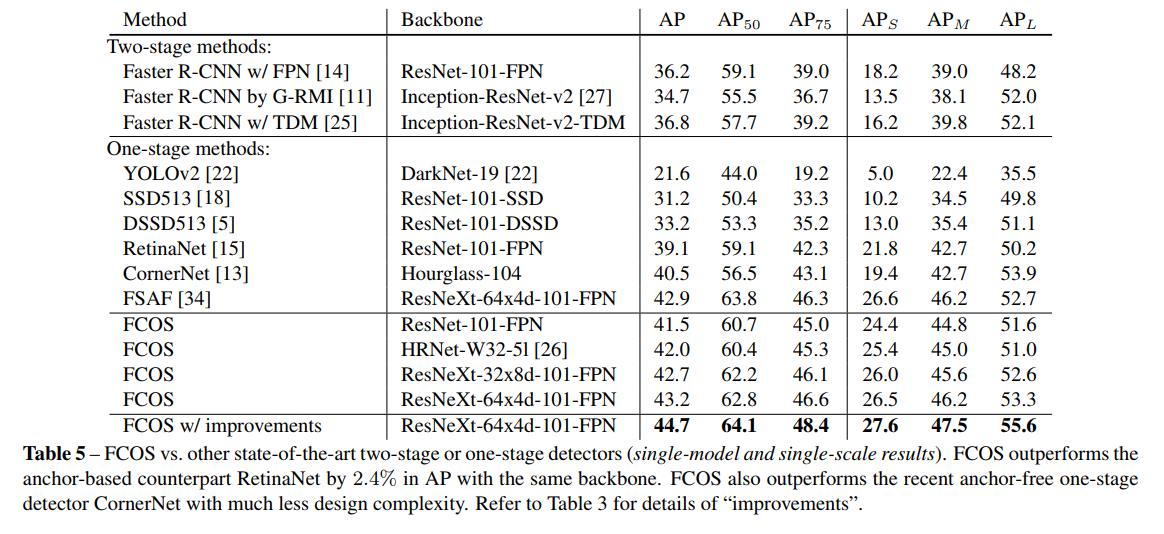 Method Backbone AP AP50 AP75 APS APM APL
Two-stage methods:
Faster R-CNN w/ FPN [14] ResNet-101-FPN 36.2 59.1 39.0 18.2 39.0 48.2
Faster R-CNN by G-RMI [11] Inception-ResNet-v2 [27] 34.7 55.5 36.7 13.5 38.1 52.0
Faster R-CNN w/ TDM [25] Inception-ResNet-v2-TDM 36.8 57.7 39.2 16.2 39.8 52.1
One-stage methods:
YOLOv2 [22] DarkNet-19 [22] 21.6 44.0 19.2 5.0 22.4 35.5
SSD513 [18] ResNet-101-SSD 31.2 50.4 33.3 10.2 34.5 49.8
DSSD513 [5] ResNet-101-DSSD 33.2 53.3 35.2 13.0 35.4 51.1
RetinaNet [15] ResNet-101-FPN 39.1 59.1 42.3 21.8 42.7 50.2
CornerNet [13] Hourglass-104 40.5 56.5 43.1 19.4 42.7 53.9
FSAF [34] ResNeXt-64x4d-101-FPN 42.9 63.8 46.3 26.6 46.2 52.7
FCOS ResNet-101-FPN 41.5 60.7 45.0 24.4 44.8 51.6
FCOS HRNet-W32-5l [26] 42.0 60.4 45.3 25.4 45.0 51.0
FCOS ResNeXt-32x8d-101-FPN 42.7 62.2 46.1 26.0 45.6 52.6
FCOS ResNeXt-64x4d-101-FPN 43.2 62.8 46.6 26.5 46.2 53.3
FCOS w/ improvements ResNeXt-64x4d-101-FPN 44.7 64.1 48.4 27.6 47.5 55.6
Table 5 – FCOS vs. other state-of-the-art two-stage or one-stage detectors (single-model and single-scale results). FCOS outperforms the
anchor-based counterpart RetinaNet by 2.4% in AP with the same backbone. FCOS also outperforms the recent anchor-free one-stage
detector CornerNet with much less design complexity. Refer to Table 3 for details of “improvements”.